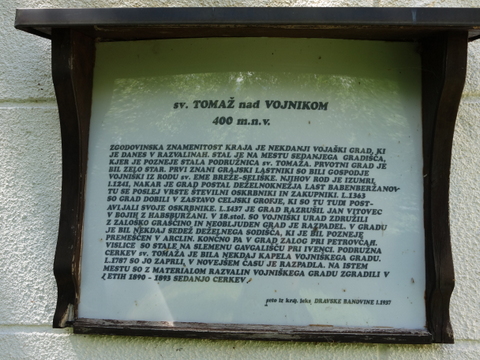 sv. TOMAŽ nad VOJNIKOM
400 m.n.v.
ZGODOVINSKA ZNAMENITOST KRAJA JE NEKDANJI VOJAŠKI GRAD, KI
JE DANES V RAZVALINAH. STAL JE NA MESTU SEDANJEGA GRADIŠČA,
KJER JE POZNEJE STALA PODRUŽNICA sv. TOMAŽA. PRVOTNI GRAD JE
BIL ZELO STAR. PRVI ZNANI GRAJSKI LASTNIKI SO BILI GOSPODJE
VOJNIŠKI IZ RODU sv. EME BREŽE-SELIŠKE. NJIHOV ROD JE IZUMRL
L.1241, NAKAR JE GRAD POSTAL DEŽELNOKNEŽJA LAST BABENBERŽANOV.
TU SE POSLEJ VRSTE ŠTEVILNI OSKRBNIKI IN ZAKUPNIKI. L.1363
SO GRAD DOBILI V ZASTAVO CELJSKI GROFJE, KI SO TU TUDI POST-
AVLJALI SVOJE OSKRBNIKE. L.1437 JE GRAD RAZRUŠIL JAN VITOVEC
V BOJIH Z HABSBURŽANI. V 18.stol. SO VOJNIŠKI URAD ZDRUŽILI
Z ZALOŠKO GRAŠČINO IN NEOBLJUDEN GRAD JE RAZPADEL. V GRADU
JE BIL NEKDAJ SEDEŽ DEŽELNEGA SODIŠČA, KI JE BIL POZNEJE
PREMEŠČEN V ARCLIN. KONČNO PA V GRAD ZALOG PRI PETROVČAH.
VISLICE SO STALE NA SLEMENU GAVGALIŠČU PRI IVENCI. PODRUŽNA
CERKEV sv. TOMAŽA JE BILA NEKDAJ KAPELA VOJNIŠKEGA GRADU.
L.1787 SO JO ZAPRLI, V NOVEJŠEM ČASU JE RAZPADLA. NA ISTEM
MESTU SO Z MATERIALOM RAZVALIN VOJNIŠKEGA GRADU ZGRADILI V
LETIH 1890 - 1893 SEDANJO CERKEV.
iz kraj. leks. DRAVSKE BANOVINE l.1937